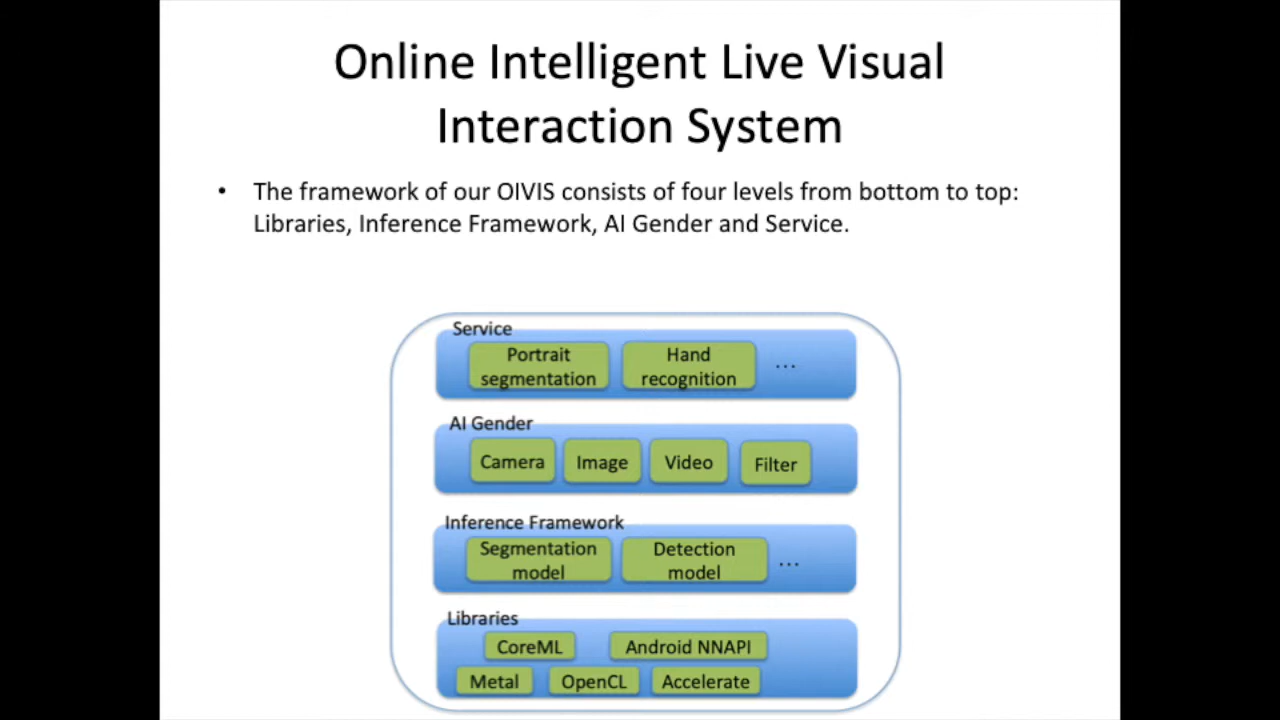 Online Intelligent Live Visual
Interaction System
• The framework of our OIVIS consists of four levels from bottom to top:
Libraries, Inference Framework, AI Gender and Service.
Service
Portrait
segmentation
Hand
recognition
...
AI Gender
Camera
Image
Video
Filter
Inference Framework
Segmentation
model
Detection
model
...
Libraries
CoreML
Android NNAPI
Metal
OpenCL
Accelerate